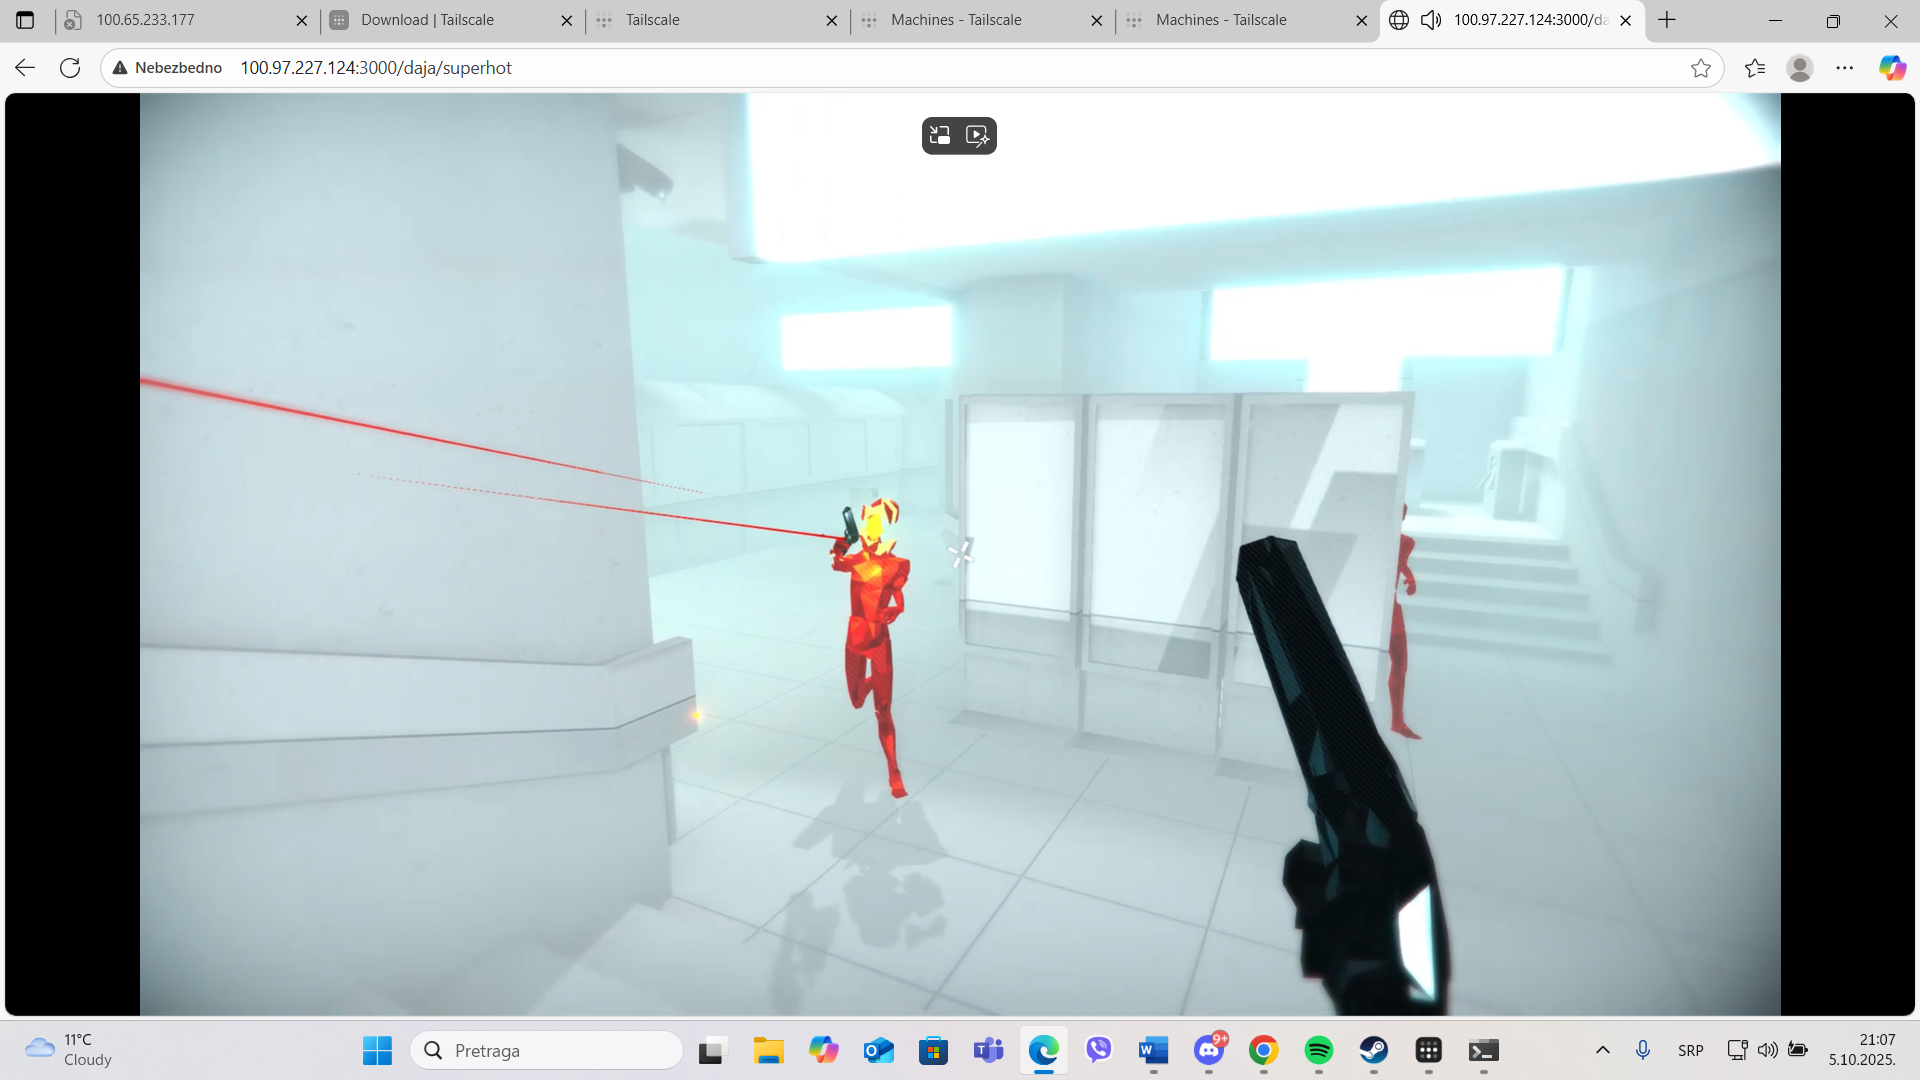 100.65.233.177
Download | Tailscale
Tailscale
Machines - Tailscale
Machines - Tailscale
100.97.227.124:3000/da
Nebezbedno
100.97.227.124:3000/daja/superhot
11°C
Cloudy
Pretraga
9+
SRP
21:07
5.10.2025.